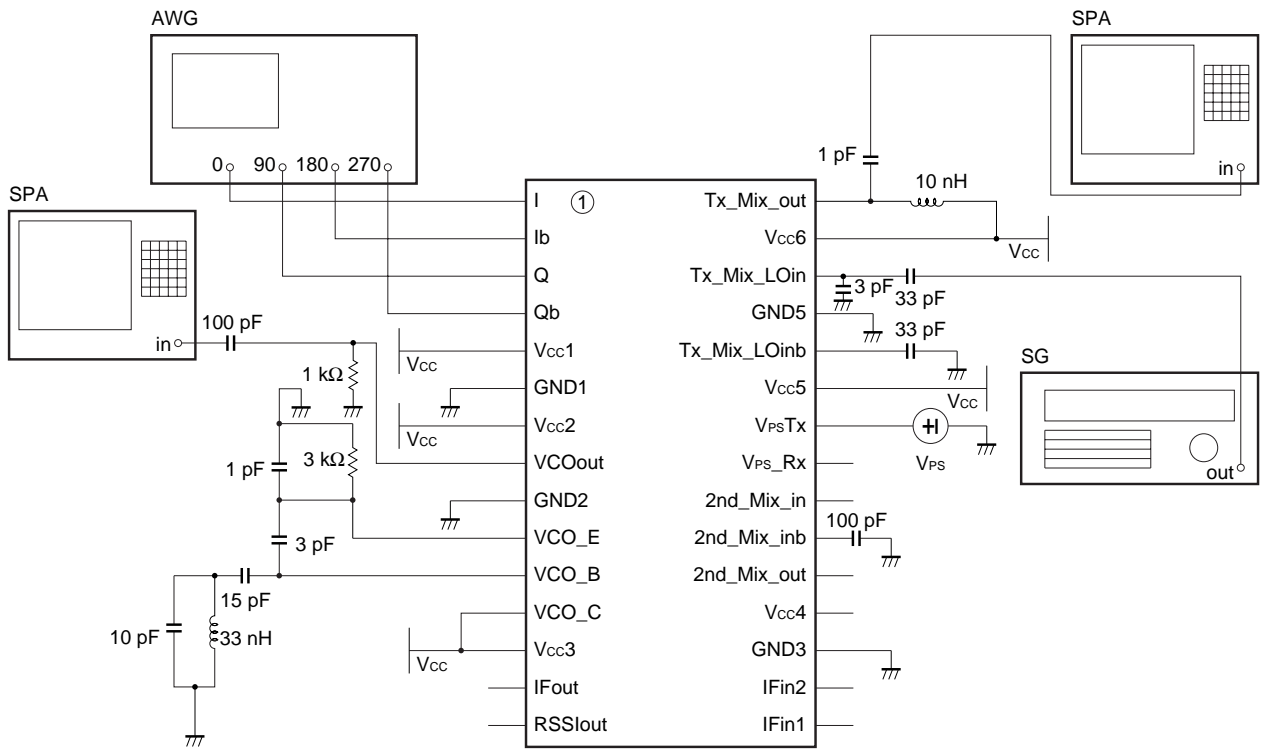 AWG
SPA
0 90 180 270
1 pF
in
10 nH
SPA
I ① Tx_Mix_out
Ib Vcc6
Vcc
Q Tx_Mix_LOin
3 pF
33 pF
Qb GND5
100 pF
in
33 pF
Vcc1 Tx_Mix_LOinb
Vcc
SG
1 kΩ
GND1 Vcc5
Vcc
Vcc2 VPSTx
Vcc
VPS
3 kΩ
1 pF
VCOout VPS_Rx
out
GND2 2nd_Mix_in
100 pF
3 pF
VCO_E 2nd_Mix_inb
VCO_B 2nd_Mix_out
15 pF
VCO_C Vcc4
10 pF
33 nH
Vcc3 GND3
Vcc
IFout IFin2
RSSIout IFin1